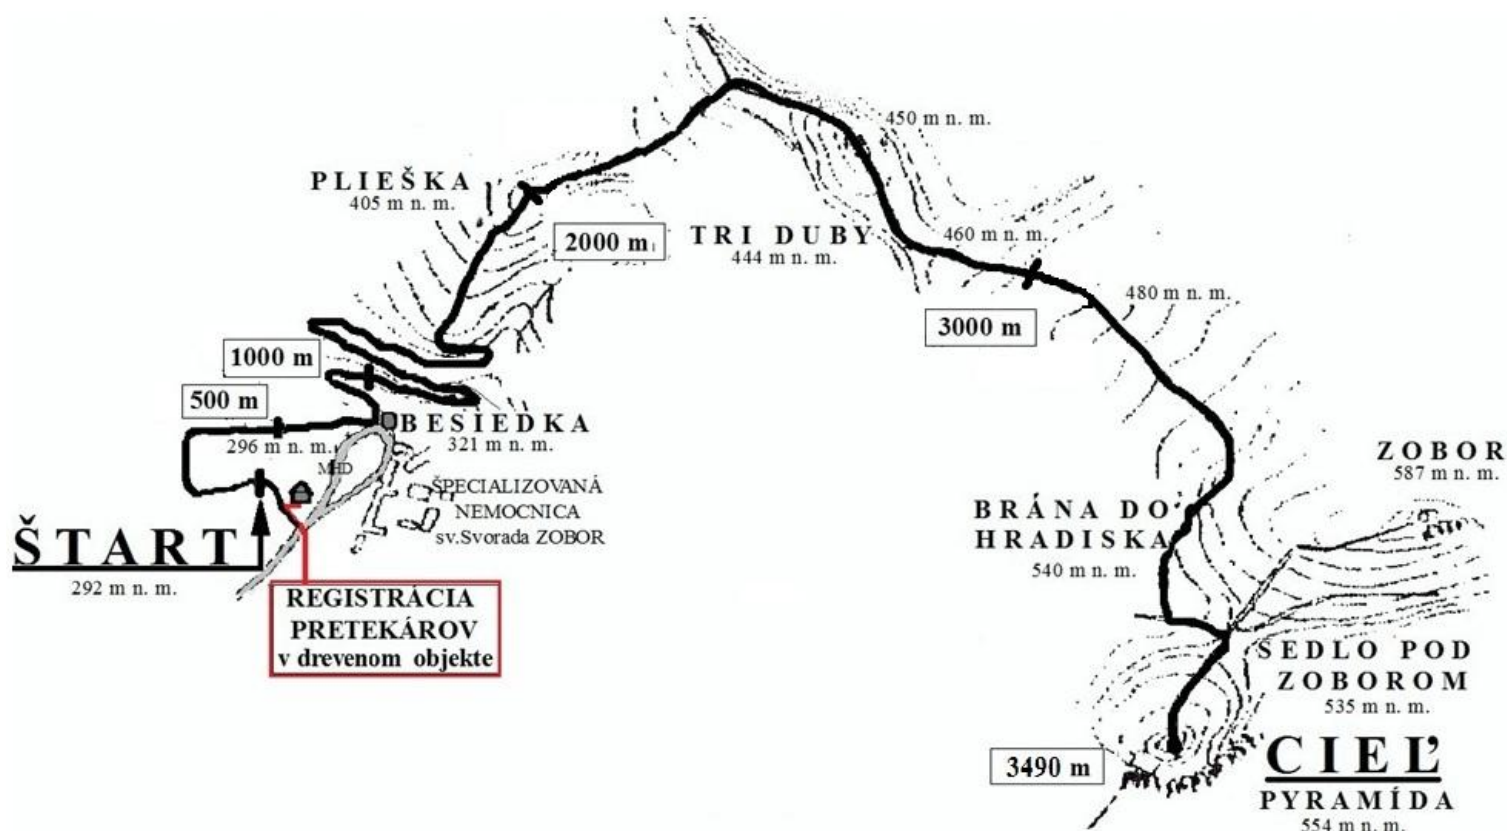 450 m n. m.
PLIEŠKA
405 m n. m.
2000 m
TRI DUBY
444 m n. m.
460 m n. m.
480 m n. m.
3000 m
1000 m
500 m
296 m n. m.
BESIEDKA
321 m n. m.
MHD
ŠPECIALIZOVANÁ
NEMOCNICA
sv.Svorada ZOBOR
ZOBOR
587 m n. m.
ŠTART
292 m n. m.
BRÁNA DO
HRADISKA
540 m n. m.
REGISTRÁCIA
PRETEKÁROV
v drevenom objekte
SEDLO POD
ZOBOROM
535 m n. m.
3490 m
CIEĽ
PYRAMÍDA
554 m n. m.